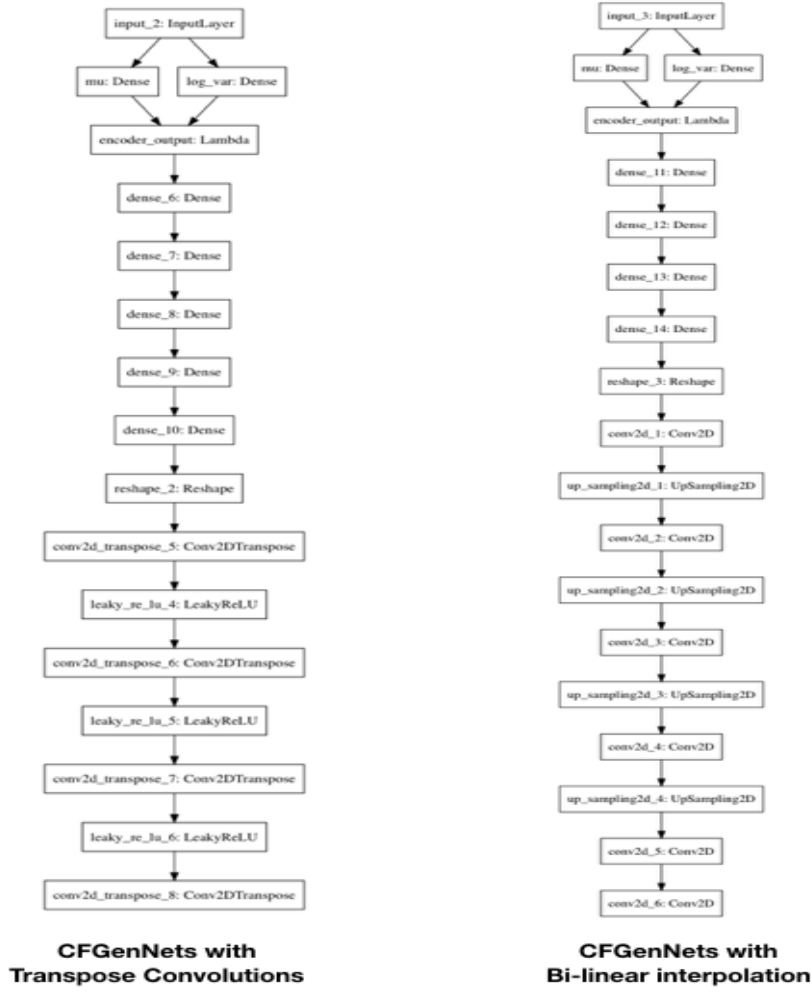 input_2: InputLayer
mu: Dense
log_var: Dense
encoder_output: Lambda
dense_6: Dense
dense_7: Dense
dense_8: Dense
dense_9: Dense
dense_10: Dense
reshape_2: Reshape
conv2d_transpose_5: Conv2DTranspose
leaky_re_lu_4: LeakyReLU
conv2d_transpose_6: Conv2DTranspose
leaky_re_lu_5: LeakyReLU
conv2d_transpose_7: Conv2DTranspose
leaky_re_lu_6: LeakyReLU
conv2d_transpose_8: Conv2DTranspose
CFGenNets with
Transpose Convolutions
input_3: InputLayer
mu: Dense
log_var: Dense
encoder_output: Lambda
dense_11: Dense
dense_12: Dense
dense_13: Dense
dense_14: Dense
reshape_3: Reshape
conv2d_1: Conv2D
up_sampling2d_1: UpSampling2D
conv2d_2: Conv2D
up_sampling2d_2: UpSampling2D
conv2d_3: Conv2D
up_sampling2d_3: UpSampling2D
conv2d_4: Conv2D
up_sampling2d_4: UpSampling2D
conv2d_5: Conv2D
conv2d_6: Conv2D
CFGenNets with
Bi-linear interpolation